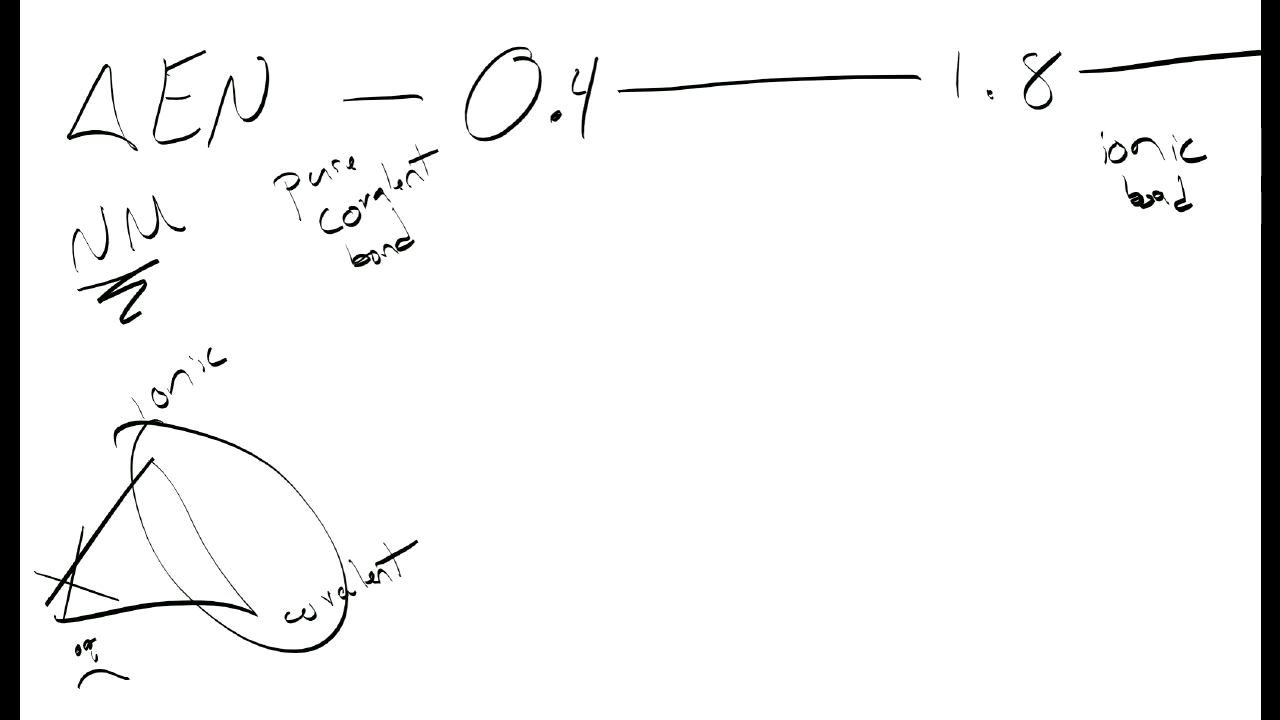 ΔEN — 0.4 — 1.8 —
pure
covalent
bond
ionic
bond
NM
ionic
covalent